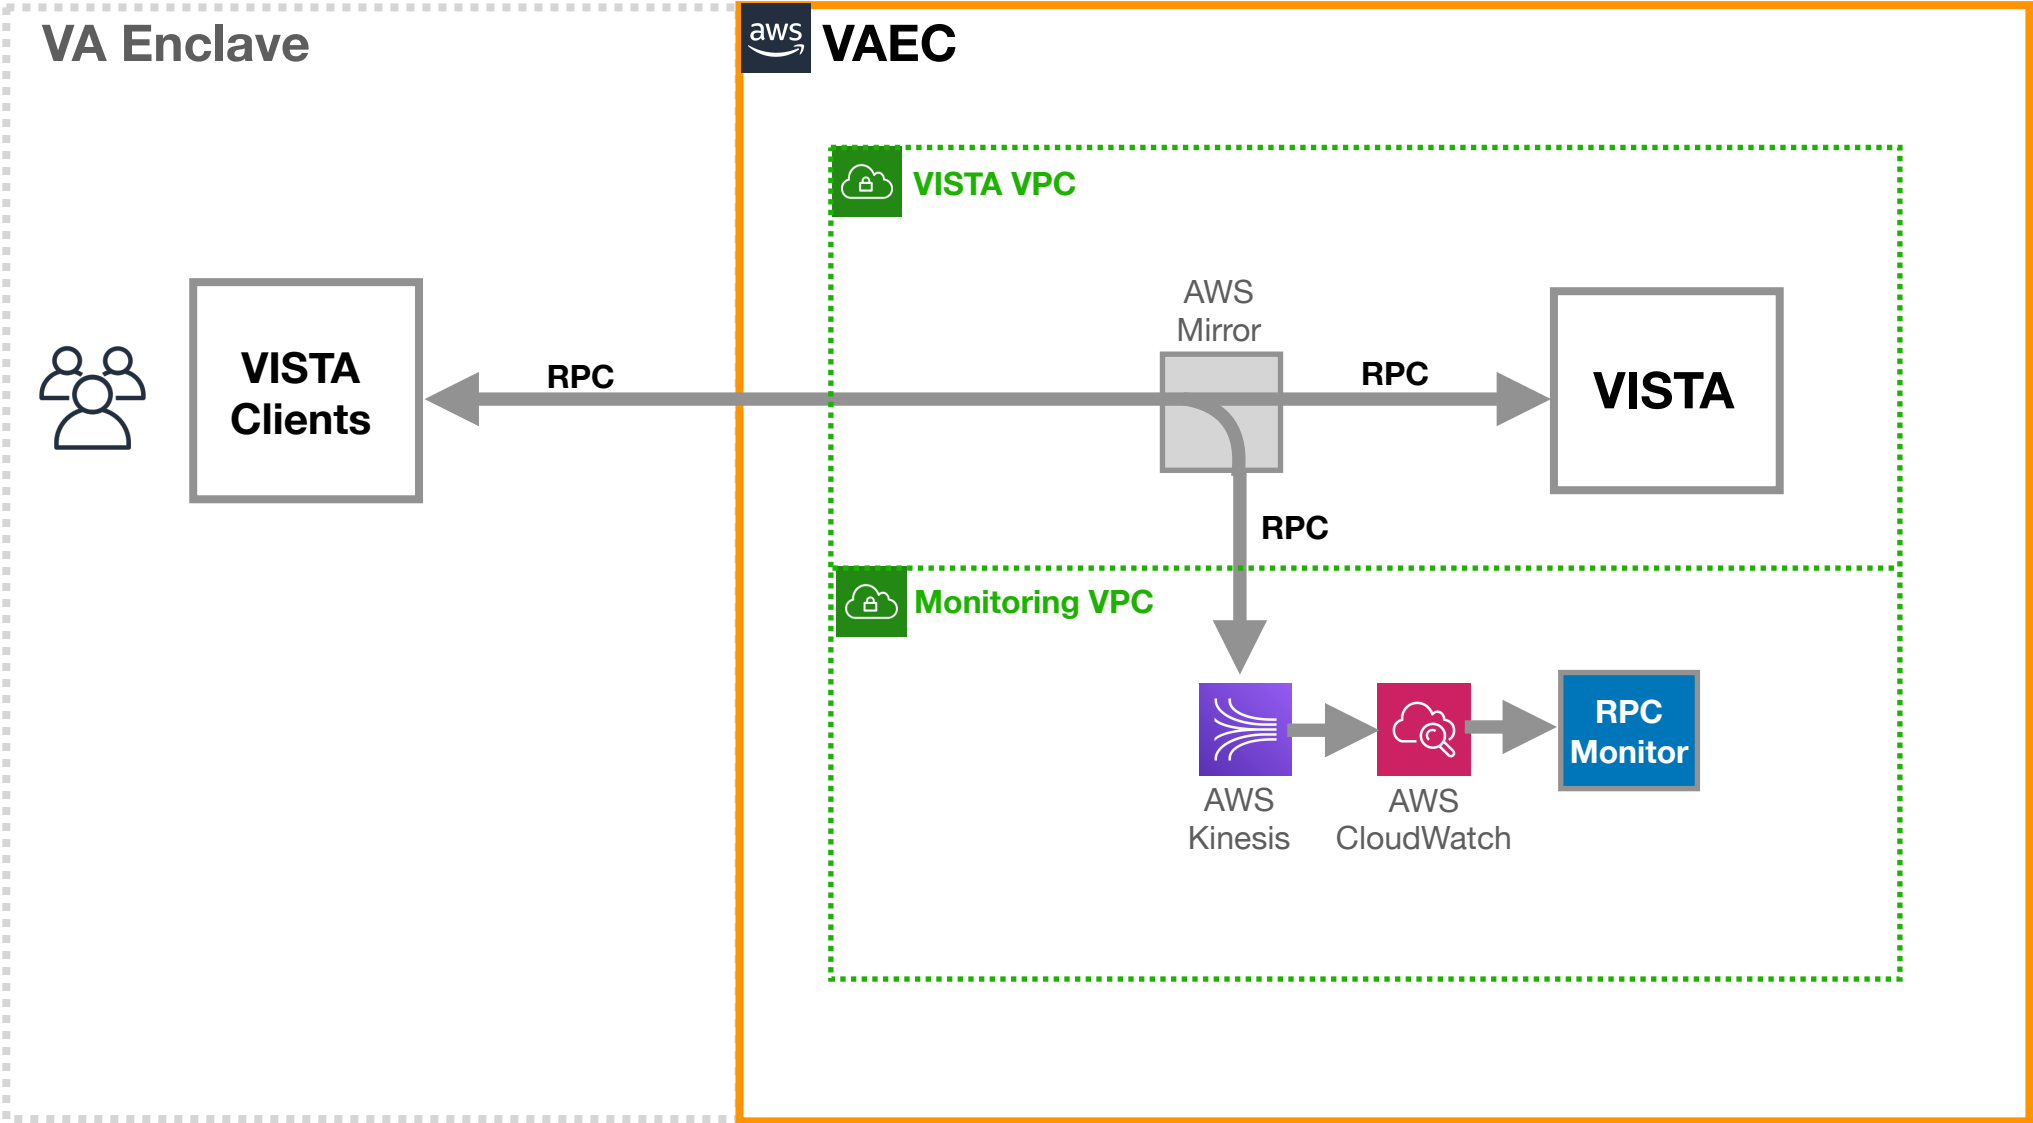 VA Enclave
aws
VAEC
VISTA VPC
AWS
Mirror
VISTA
Clients
RPC
RPC
VISTA
RPC
Monitoring VPC
RPC
Monitor
AWS
Kinesis
AWS
CloudWatch